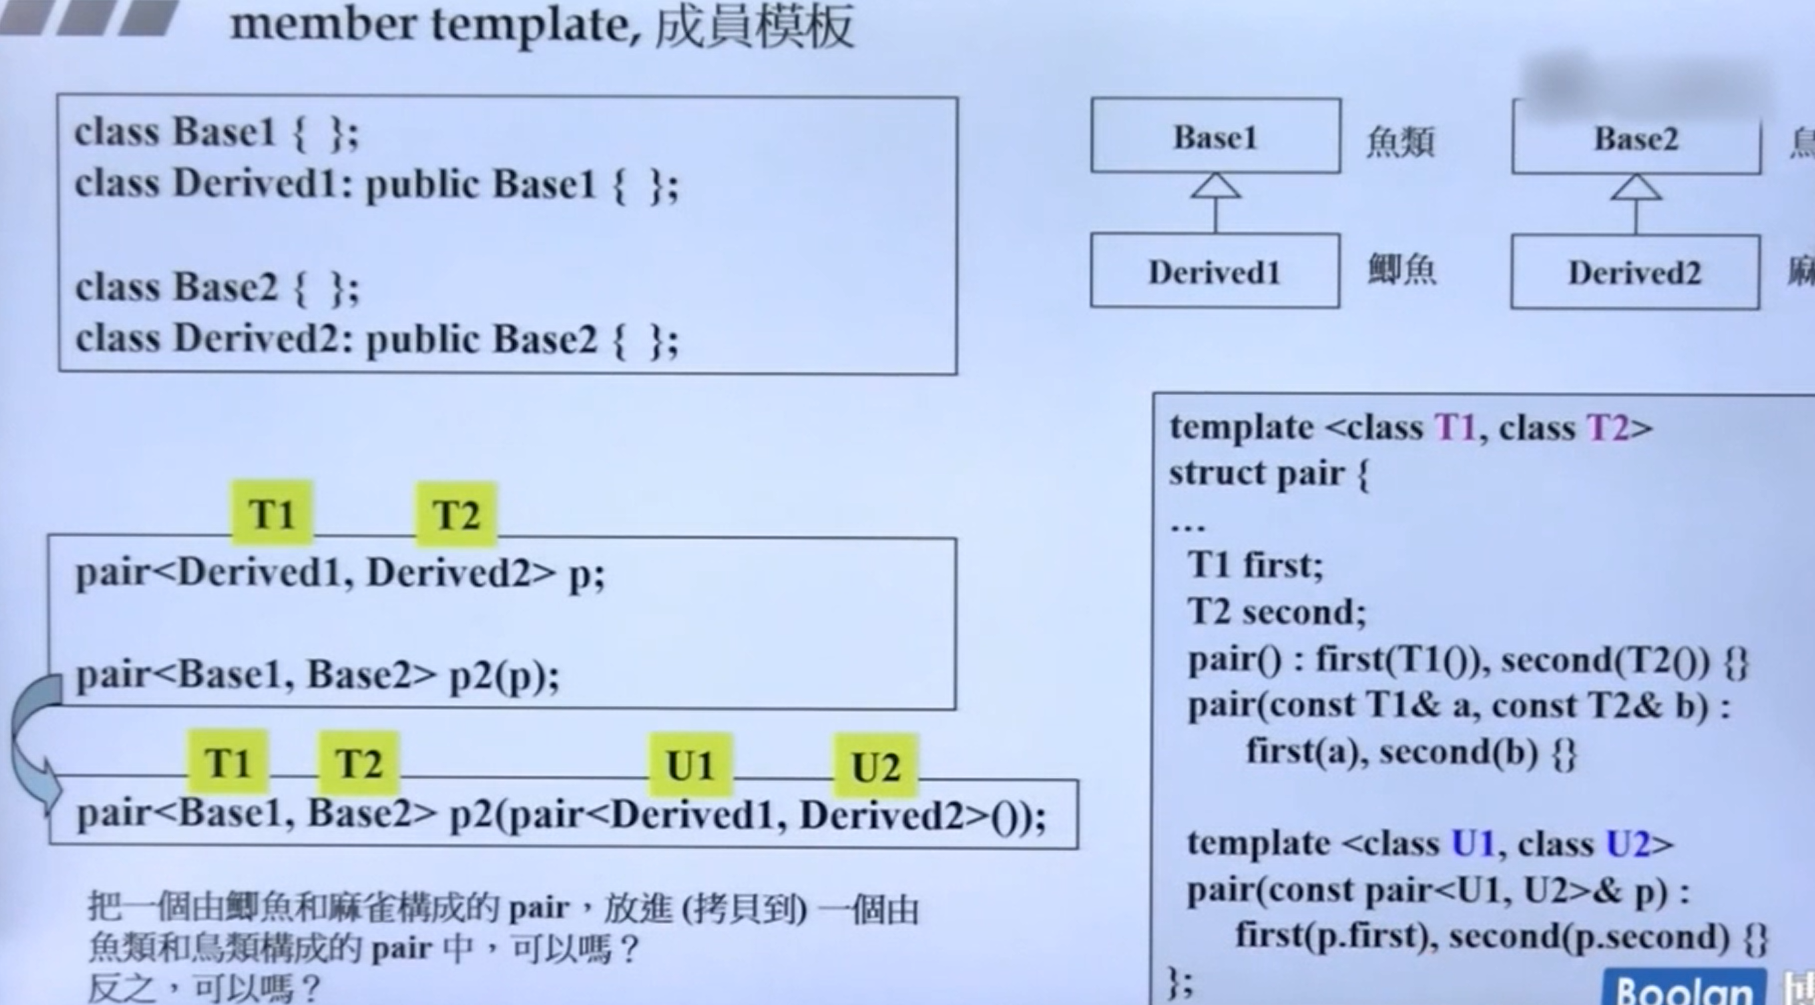 member template, 成員模板
class Base1 { };
class Derived1: public Base1 { };
class Base2 { };
class Derived2: public Base2 { };
Base1 魚類
Base2
Derived1 鯽魚
Derived2
T1 T2
pair<Derived1, Derived2> p;
pair<Base1, Base2> p2(p);
T1 T2 U1 U2
pair<Base1, Base2> p2(pair<Derived1, Derived2>());
把一個由鯽魚和麻雀構成的 pair，放進 (拷貝到) 一個由
魚類和鳥類構成的 pair 中，可以嗎？
反之，可以嗎？
template <class T1, class T2>
struct pair {
...
T1 first;
T2 second;
pair() : first(T1()), second(T2()) {}
pair(const T1& a, const T2& b) :
first(a), second(b) {}
template <class U1, class U2>
pair(const pair<U1, U2>& p) :
first(p.first), second(p.second) {}
};
Boolan